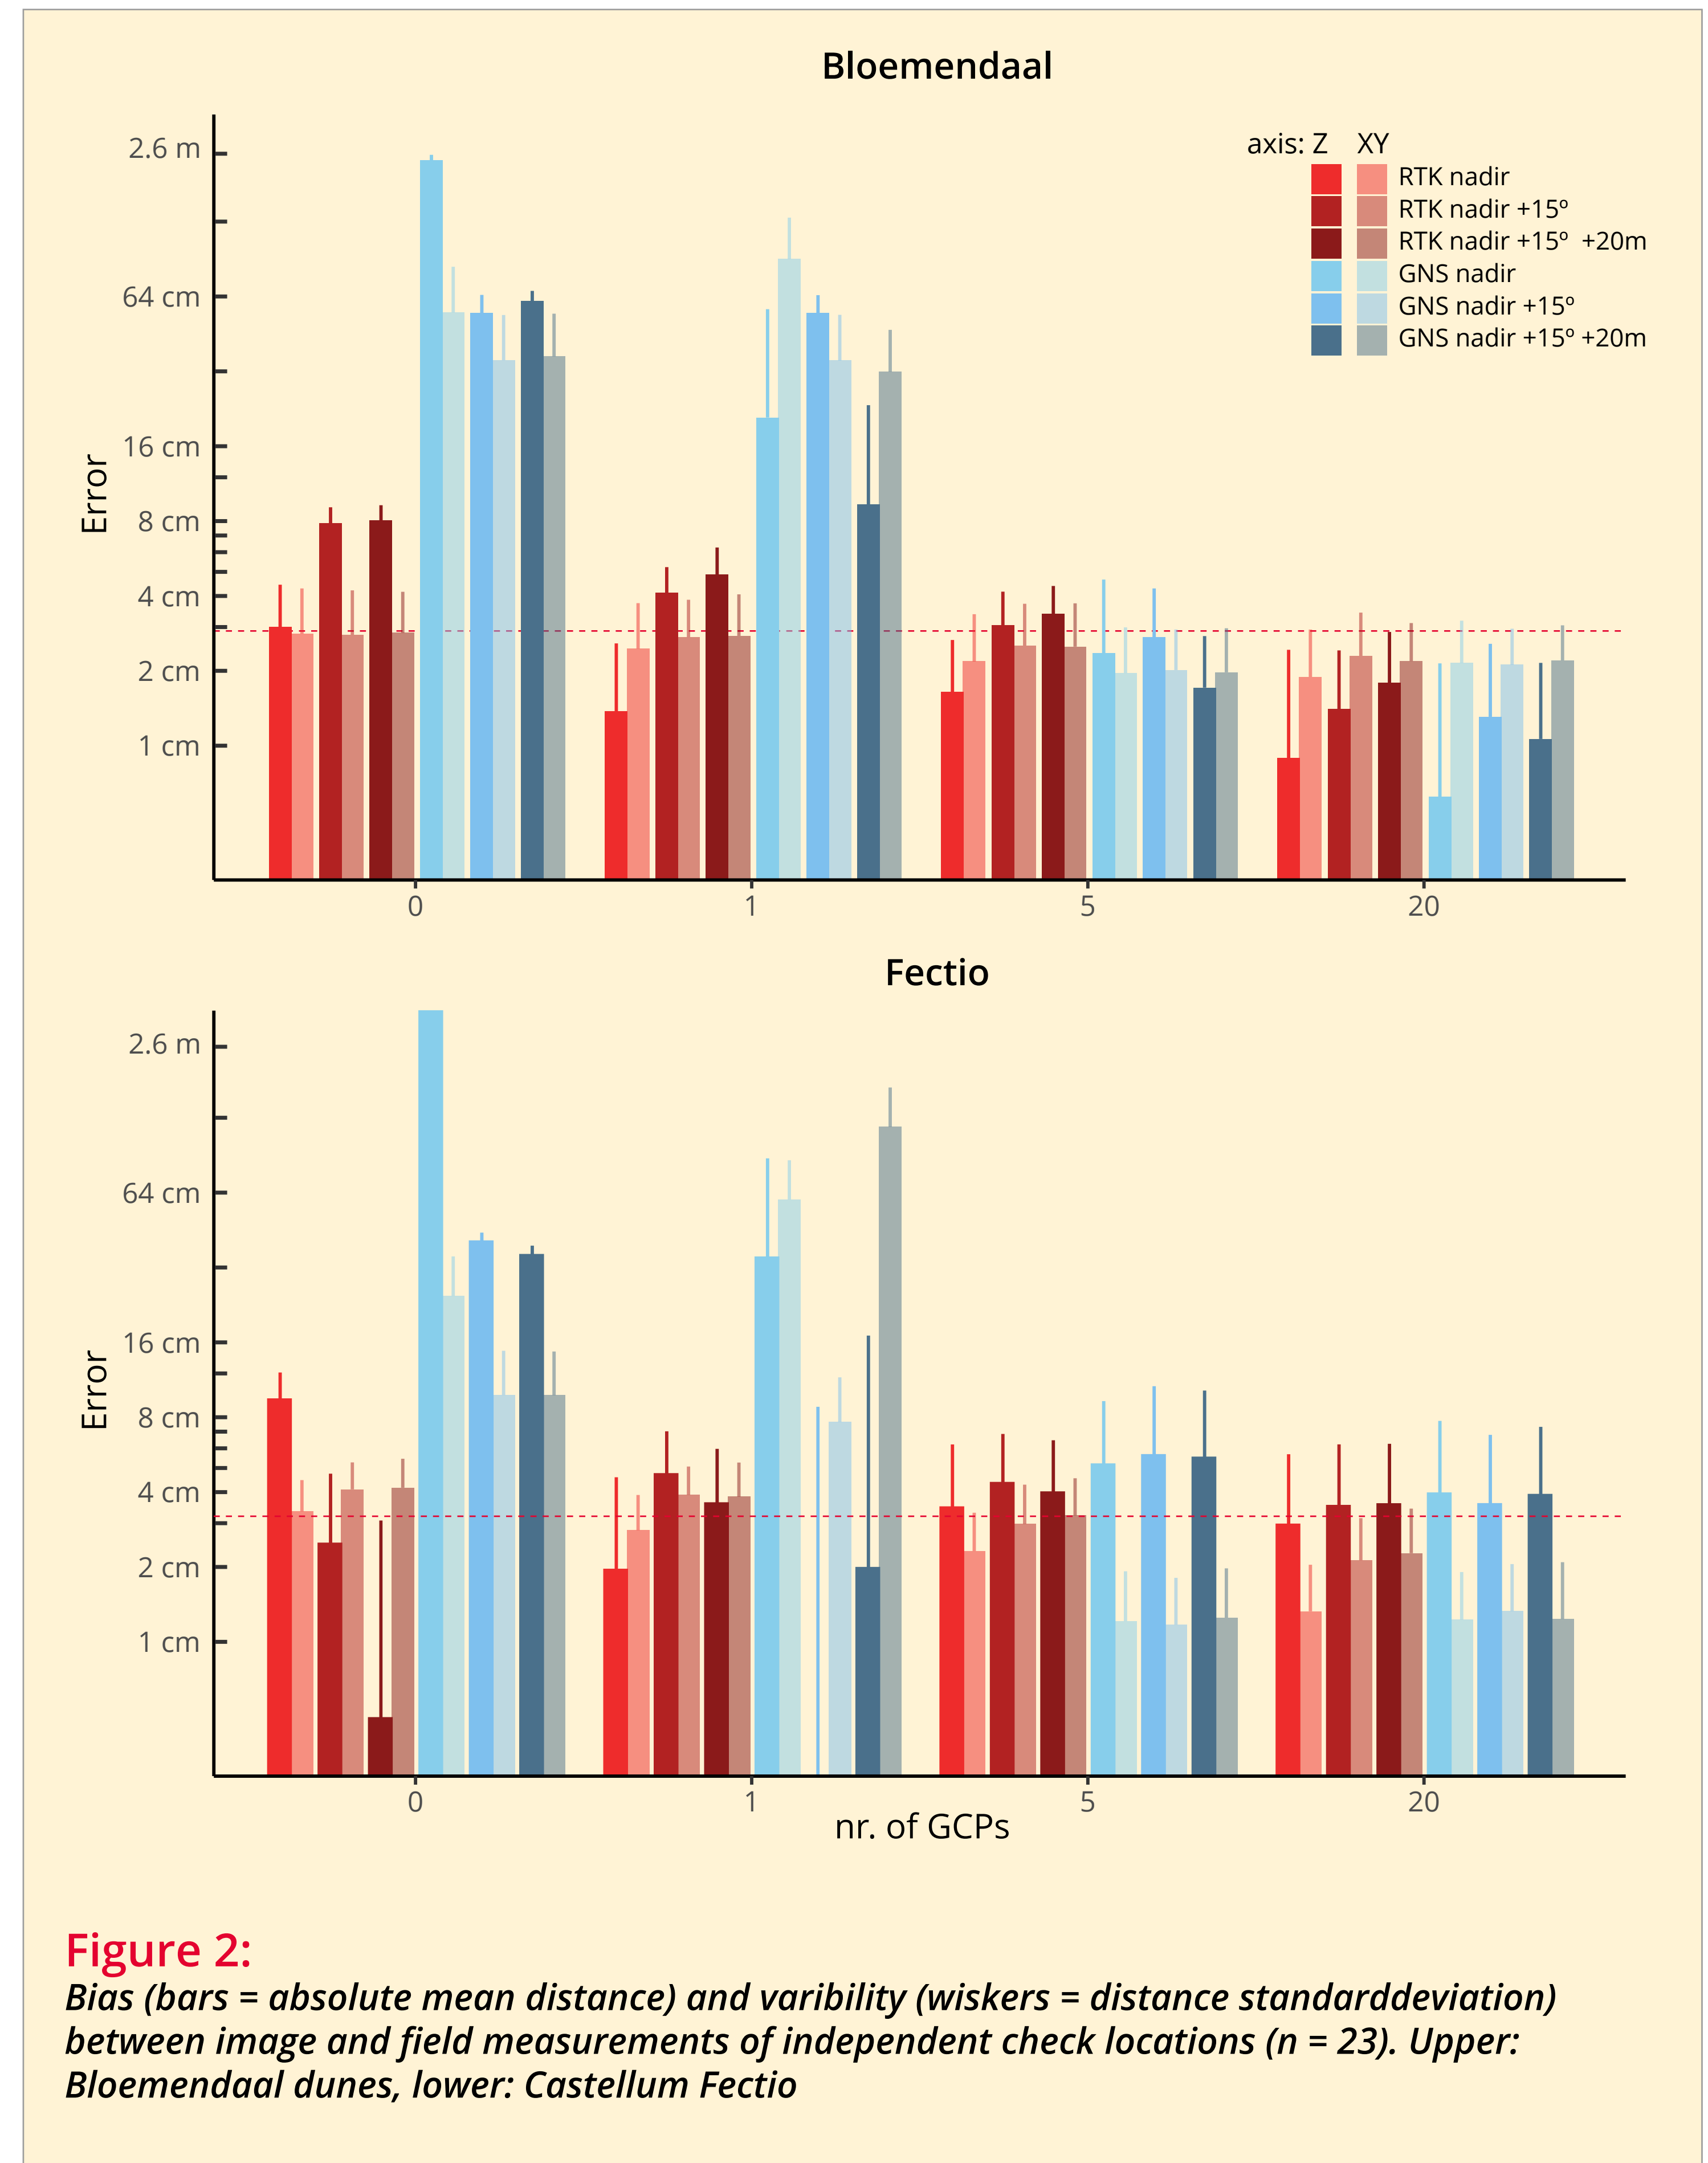 Bloemendaal
axis: Z XY
RTK nadir
RTK nadir +15º
RTK nadir +15º +20m
GNS nadir
GNS nadir +15º
GNS nadir +15º +20m
2.6 m
64 cm
16 cm
8 cm
4 cm
2 cm
1 cm
Error
0 1 5 20
Fectio
2.6 m
64 cm
16 cm
8 cm
4 cm
2 cm
1 cm
Error
0 1 5 20
nr. of GCPs
Figure 2:
Bias (bars = absolute mean distance) and varibility (wiskers = distance standarddeviation)
between image and field measurements of independent check locations (n = 23). Upper:
Bloemendaal dunes, lower: Castellum Fectio